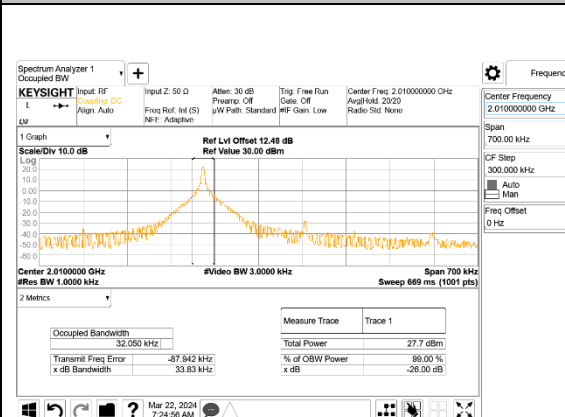 Spectrum Analyzer 1
Occupied BW
Frequenc
KEYSIGHT
Input: RF
Coupling: DC
Align: Auto
Input Z: 50 Ω
Freq Ref: Int (S)
NFE: Adaptive
Atten: 30 dB
Preamp: Off
µW Path: Standard
Trig: Free Run
Gate: Off
#IF Gain: Low
Center Freq: 2.010000000 GHz
Avg|Hold: 20/20
Radio Std: None
Center Frequency
2.010000000 GHz
Span
700.00 kHz
CF Step
300.000 kHz
Auto
Man
Freq Offset
0 Hz
1 Graph
Scale/Div 10.0 dB
Ref Lvl Offset 12.48 dB
Ref Value 30.00 dBm
Log
20.0
10.0
0.00
-10.0
-20.0
-30.0
-40.0
-50.0
-60.0
Center 2.0100000 GHz
#Res BW 1.0000 kHz
#Video BW 3.0000 kHz
Span 700 kHz
Sweep 669 ms (1001 pts)
2 Metrics
Occupied Bandwidth
32.050 kHz
Transmit Freq Error -87.942 kHz
x dB Bandwidth 33.83 kHz
Measure Trace Trace 1
Total Power 27.7 dBm
% of OBW Power 99.00 %
x dB -26.00 dB
Mar 22, 2024
7:24:56 AM